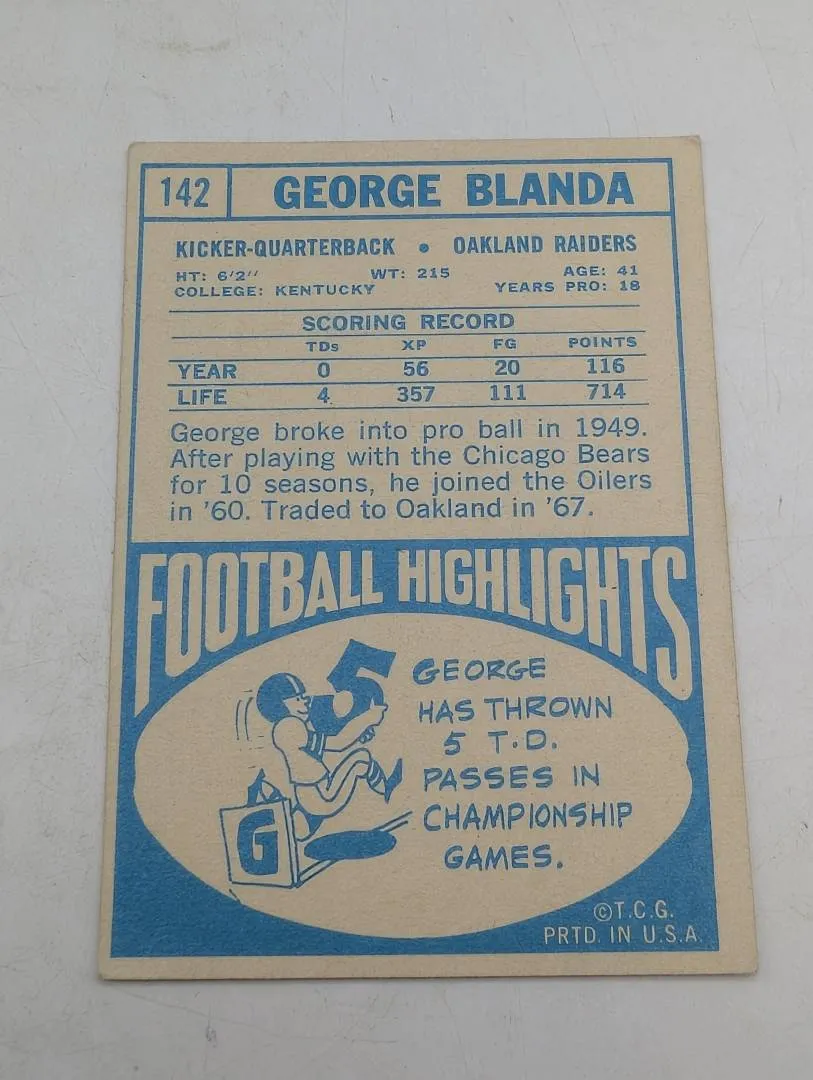 142 GEORGE BLANDA
KICKER-QUARTERBACK • OAKLAND RAIDERS
HT: 6'2" WT: 215 AGE: 41
COLLEGE: KENTUCKY YEARS PRO: 18
SCORING RECORD
TDs XP FG POINTS
YEAR 0 56 20 116
LIFE 4 357 111 714
George broke into pro ball in 1949.
After playing with the Chicago Bears
for 10 seasons, he joined the Oilers
in '60. Traded to Oakland in '67.
FOOTBALL HIGHLIGHTS
5
G
GEORGE
HAS THROWN
5 T.D.
PASSES IN
CHAMPIONSHIP
GAMES.
©T.C.G.
PRTD. IN U.S.A.